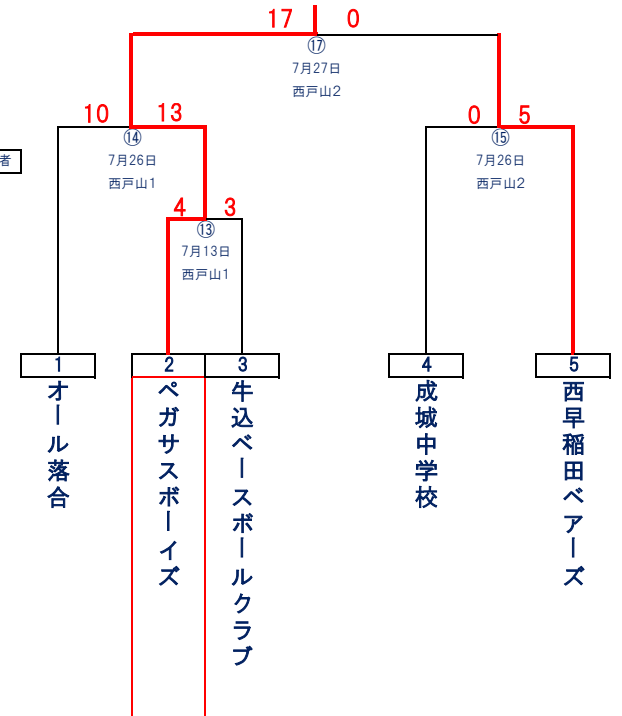 17 0
⑰
7月27日
西戸山2
10 13
⑭
7月26日
西戸山1
0 5
⑮
7月26日
西戸山2
者
4 3
⑬
7月13日
西戸山1
1 2 3 4 5
オール落合
ペガサスボーイズ
牛込ベースボールクラブ
成城中学校
西早稲田ベアーズ